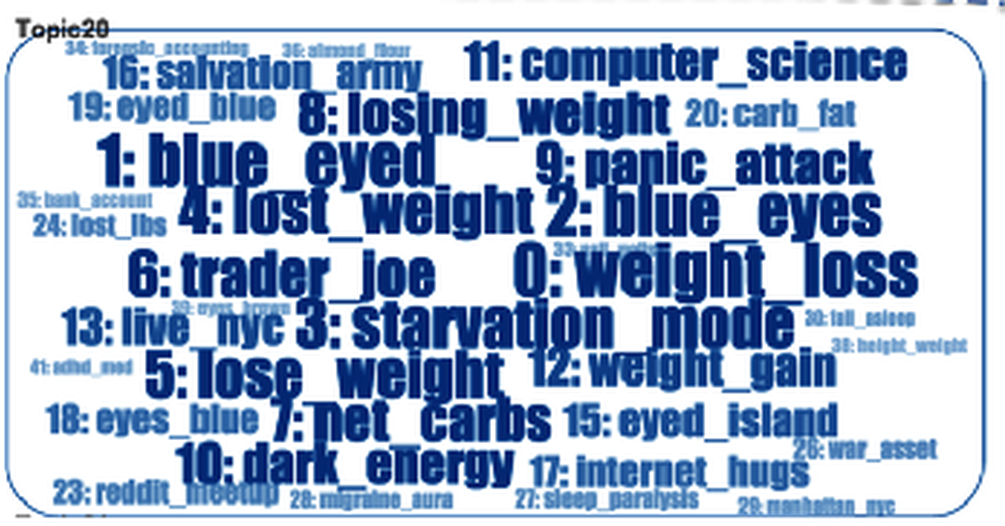 Topic20
34: forensic_accounting 36: almond_flour
16: salvation_army 11: computer_science
19: eyed_blue 8: losing_weight 20: carb_fat
1: blue_eyed 9: panic_attack
35: bank_account
24: lost_lbs 4: lost_weight 2: blue_eyes
33:
6: trader_joe 0: weight_loss
39: eyes_brown
13: live_nyc 3: starvation_mode 30: fall_asleep
38: height_weight
41: adhd_med 5: lose_weight 12: weight_gain
18: eyes_blue 7: net_carbs 15: eyed_island
26: war_asset
10: dark_energy 17: internet_hugs
23: reddit_meetup 28: migraine_aura 27: sleep_paralysis 29: manhattan_nyc